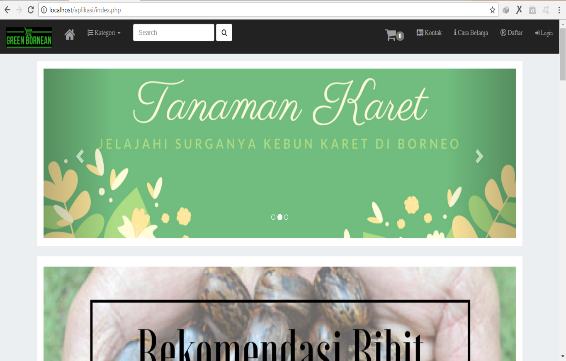 localhost/aplikasi/index.php
GREEN BORNEAN
Kategori
Search
0
Kontak
Cara Belanja
Daftar
Login
Tanaman Karet
JELAJAHI SURGANYA KEBUN KARET DI BORNEO
Rekomendasi Bibit